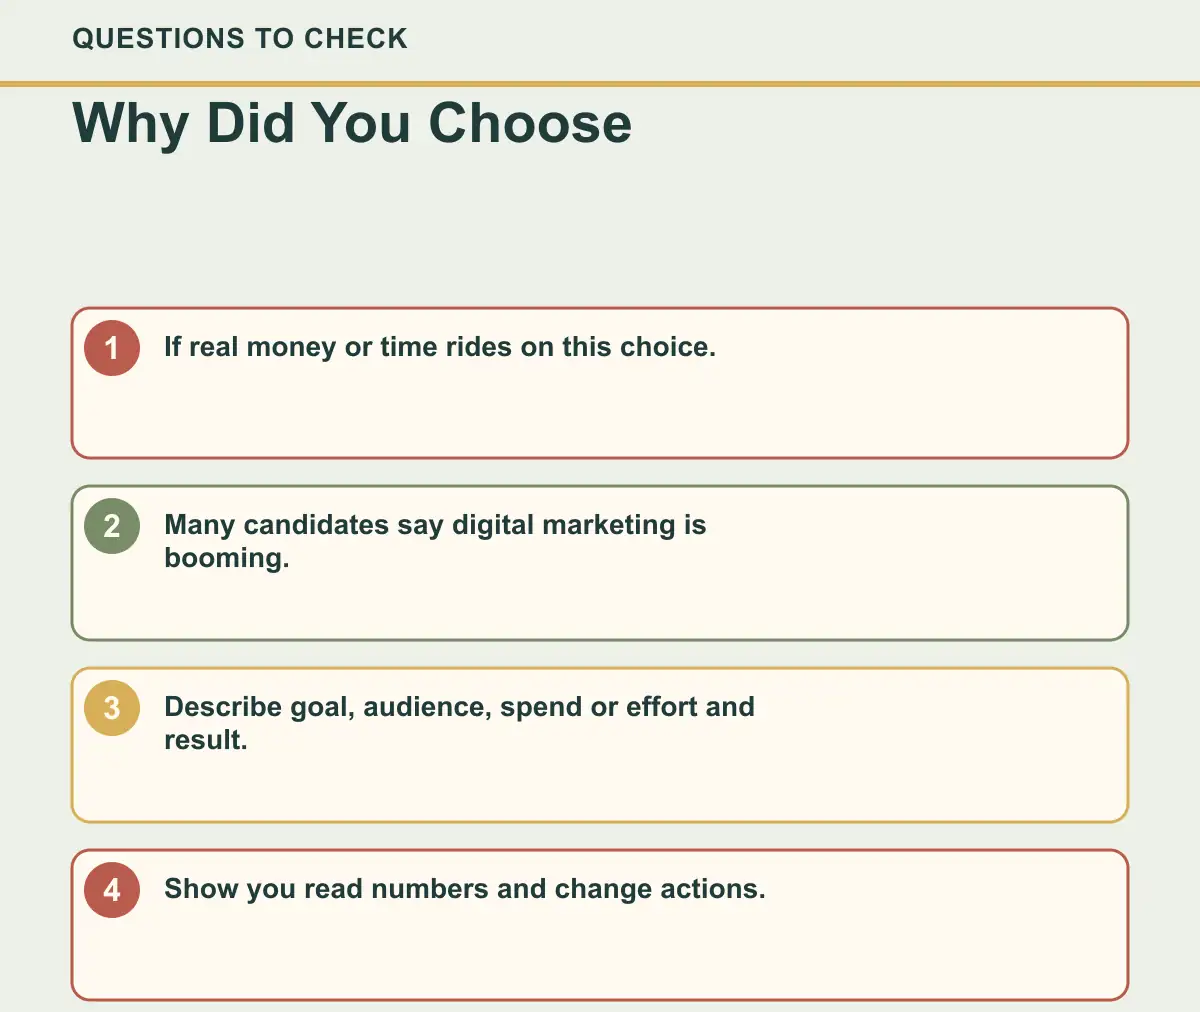 QUESTIONS TO CHECK
Why Did You Choose
1
If real money or time rides on this choice.
2
Many candidates say digital marketing is
booming.
3
Describe goal, audience, spend or effort and
result.
4
Show you read numbers and change actions.